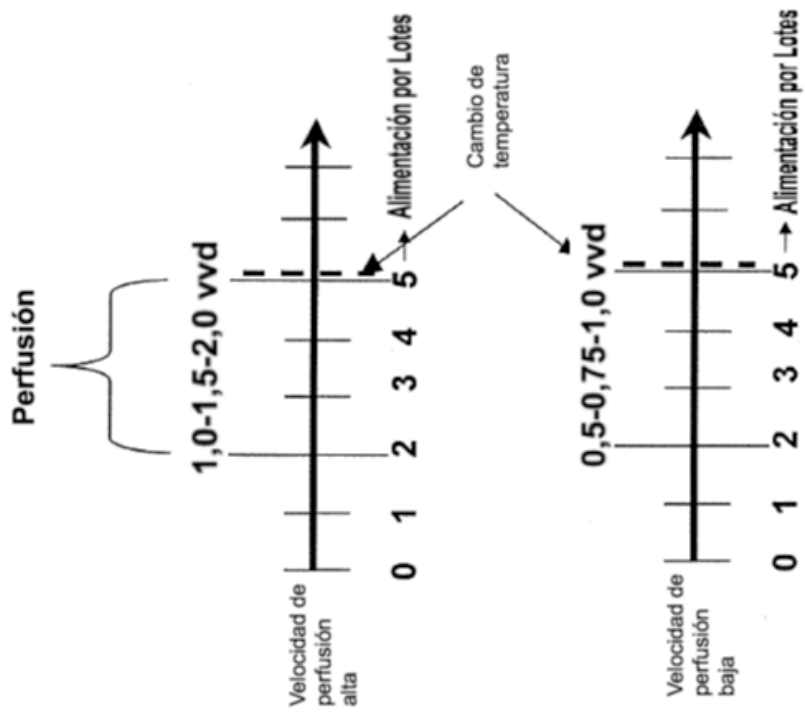 Perfusión
1,0-1,5-2,0 vvd
Velocidad de
perfusión
alta
0 1 2 3 4 5 → Alimentación por Lotes
Cambio de
temperatura
0,5-0,75-1,0 vvd
Velocidad de
perfusión
baja
0 1 2 3 4 5 → Alimentación por Lotes